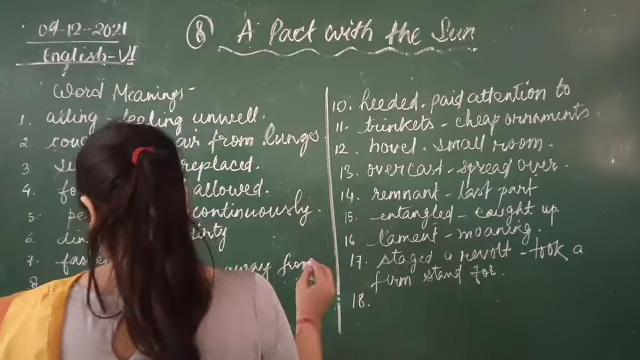 09-12-2021
English-VI
⑧ A Pact with the Sun
Word Meanings-
1. ailing - feeling unwell.
2. air from lungs.
3. replaced.
4. allowed.
5. continuously.
6.
7. away from
8.
10. heeded - paid attention to
11. trinkets - cheap ornaments.
12. hovel - small room.
13. overcast - spread over.
14. remnant - last part
15. entangled - caught up
16 lament - moaning.
17. staged a revolt - took a
firm stand for.
18.